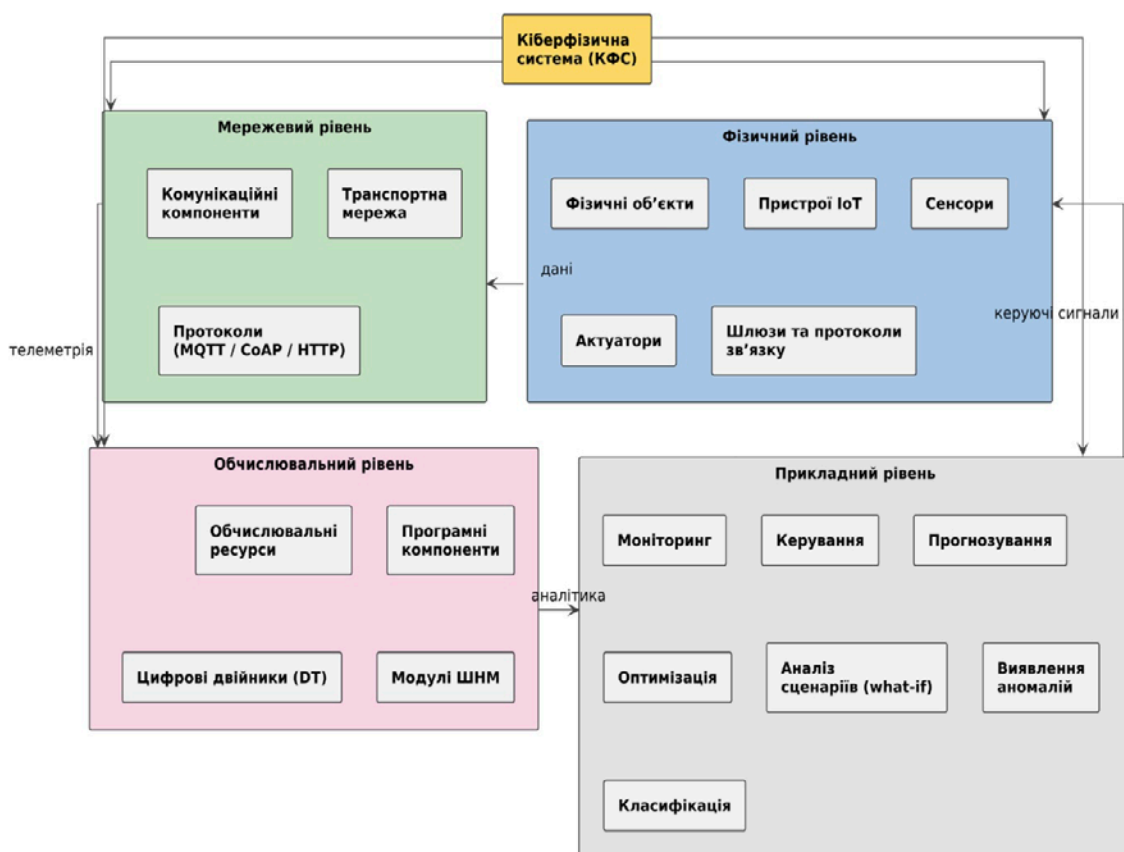 Кіберфізична
система (КФС)
Мережевий рівень
Комунікаційні
компоненти
Транспортна
мережа
Протоколи
(MQTT / CoAP / HTTP)
Фізичний рівень
Фізичні об’єкти
Пристрої IoT
Сенсори
Актуатори
Шлюзи та протоколи
зв’язку
дані
керуючі сигнали
телеметрія
Обчислювальний рівень
Обчислювальні
ресурси
Програмні
компоненти
Цифрові двійники (DT)
Модулі ШНМ
аналітика
Прикладний рівень
Моніторинг
Керування
Прогнозування
Оптимізація
Аналіз
сценаріїв (what-if)
Виявлення
аномалій
Класифікація